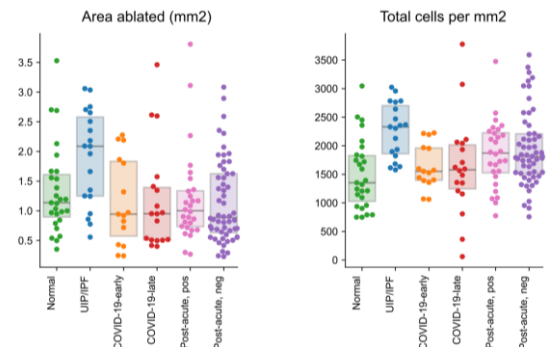 Area ablated (mm2)
3.5
3.0
2.5
2.0
1.5
1.0
0.5
Normal
UIP/IPF
COVID-19-early
COVID-19-late
Post-acute, pos
Post-acute, neg
Total cells per mm2
3500
3000
2500
2000
1500
1000
500
0
Normal
UIP/IPF
COVID-19-early
COVID-19-late
Post-acute, pos
Post-acute, neg